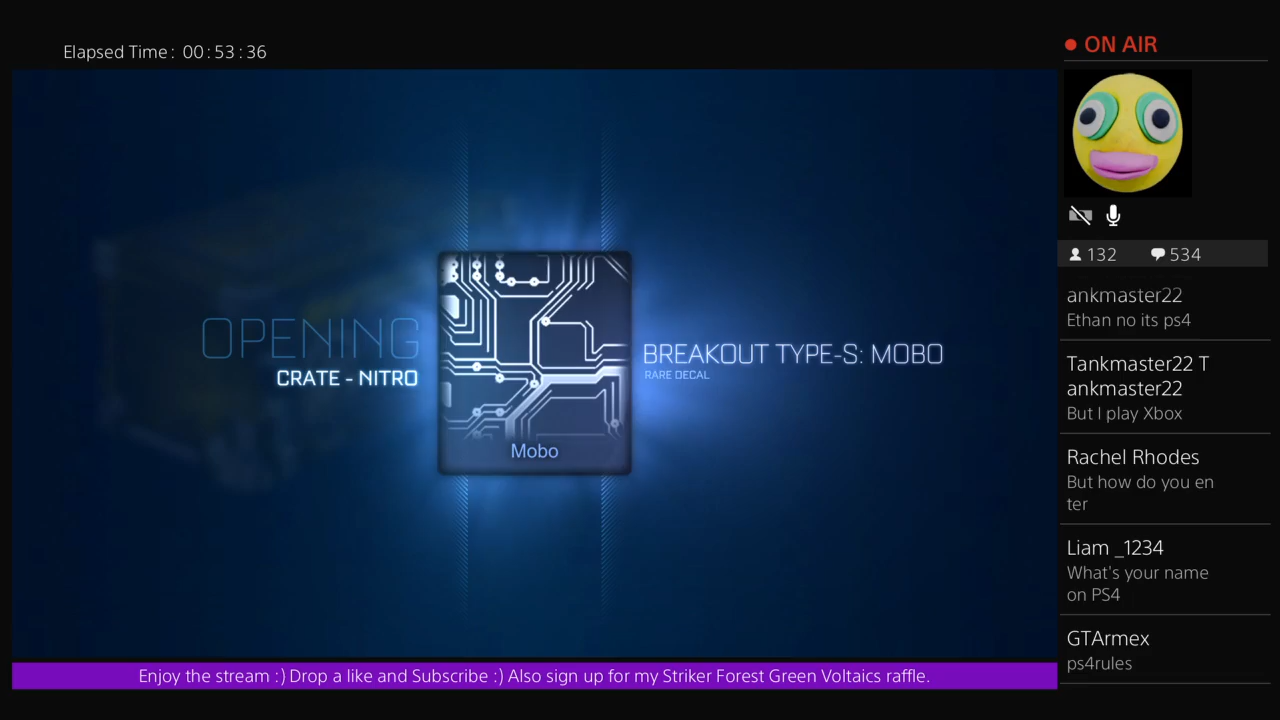 Elapsed Time: 00:53:36
ON AIR
OPENING
CRATE - NITRO
Mobo
BREAKOUT TYPE-S: MOBO
RARE DECAL
132 534
ankmaster22
Ethan no its ps4
Tankmaster22 T
ankmaster22
But I play Xbox
Rachel Rhodes
But how do you en
ter
Liam _1234
What's your name
on PS4
GTArmex
ps4rules
Enjoy the stream :) Drop a like and Subscribe :) Also sign up for my Striker Forest Green Voltaics raffle.